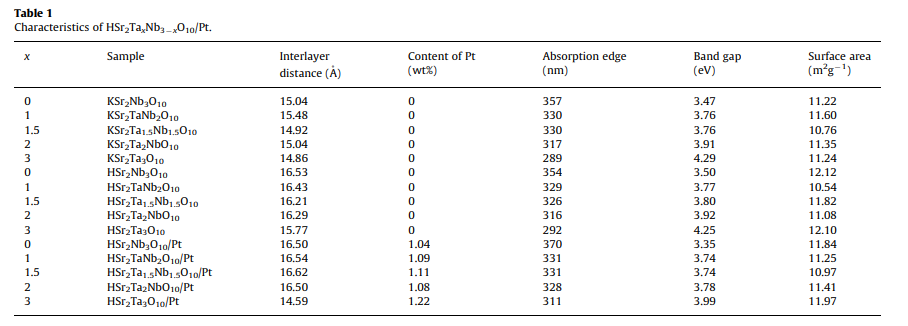 Table 1
Characteristics of HSr₂TaₓNb₃₋ₓO₁₀/Pt.
x Sample Interlayer distance (Å) Content of Pt (wt%) Absorption edge (nm) Band gap (eV) Surface area (m²g⁻¹)
0 KSr₂Nb₃O₁₀ 15.04 0 357 3.47 11.22
1 KSr₂TaNb₂O₁₀ 15.48 0 330 3.76 11.60
1.5 KSr₂Ta₁.₅Nb₁.₅O₁₀ 14.92 0 330 3.76 10.76
2 KSr₂Ta₂NbO₁₀ 15.04 0 317 3.91 11.35
3 KSr₂Ta₃O₁₀ 14.86 0 289 4.29 11.24
0 HSr₂Nb₃O₁₀ 16.53 0 354 3.50 12.12
1 HSr₂TaNb₂O₁₀ 16.43 0 329 3.77 10.54
1.5 HSr₂Ta₁.₅Nb₁.₅O₁₀ 16.21 0 326 3.80 11.82
2 HSr₂Ta₂NbO₁₀ 16.29 0 316 3.92 11.08
3 HSr₂Ta₃O₁₀ 15.77 0 292 4.25 12.10
0 HSr₂Nb₃O₁₀/Pt 16.50 1.04 370 3.35 11.84
1 HSr₂TaNb₂O₁₀/Pt 16.54 1.09 331 3.74 11.25
1.5 HSr₂Ta₁.₅Nb₁.₅O₁₀/Pt 16.62 1.11 331 3.74 10.97
2 HSr₂Ta₂NbO₁₀/Pt 16.50 1.08 328 3.78 11.41
3 HSr₂Ta₃O₁₀/Pt 14.59 1.22 311 3.99 11.97